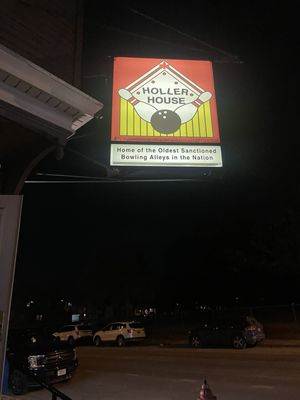 HOLLER
HOUSE
Home of the Oldest Sanctioned
Bowling Alleys in the Nation